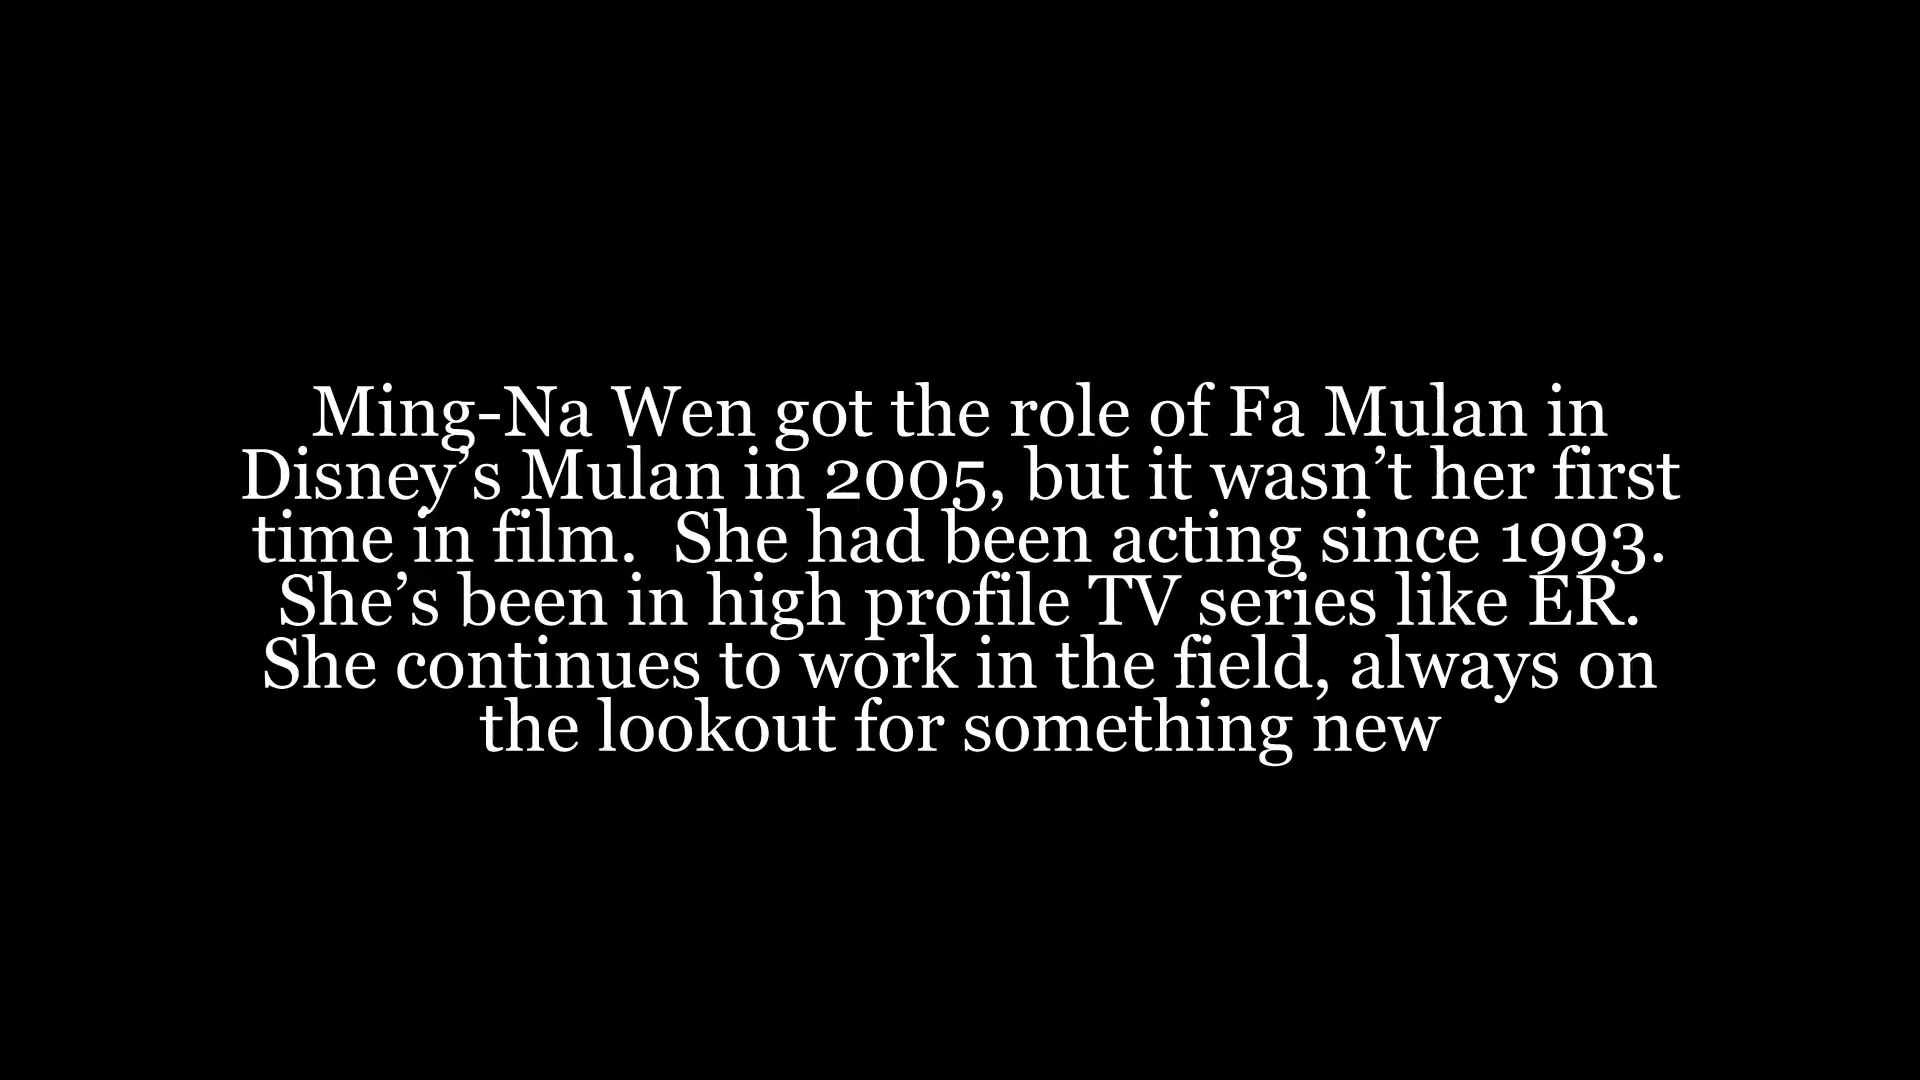 Ming-Na Wen got the role of Fa Mulan in
Disney’s Mulan in 2005, but it wasn’t her first
time in film.  She had been acting since 1993.
She’s been in high profile TV series like ER.
She continues to work in the field, always on
the lookout for something new